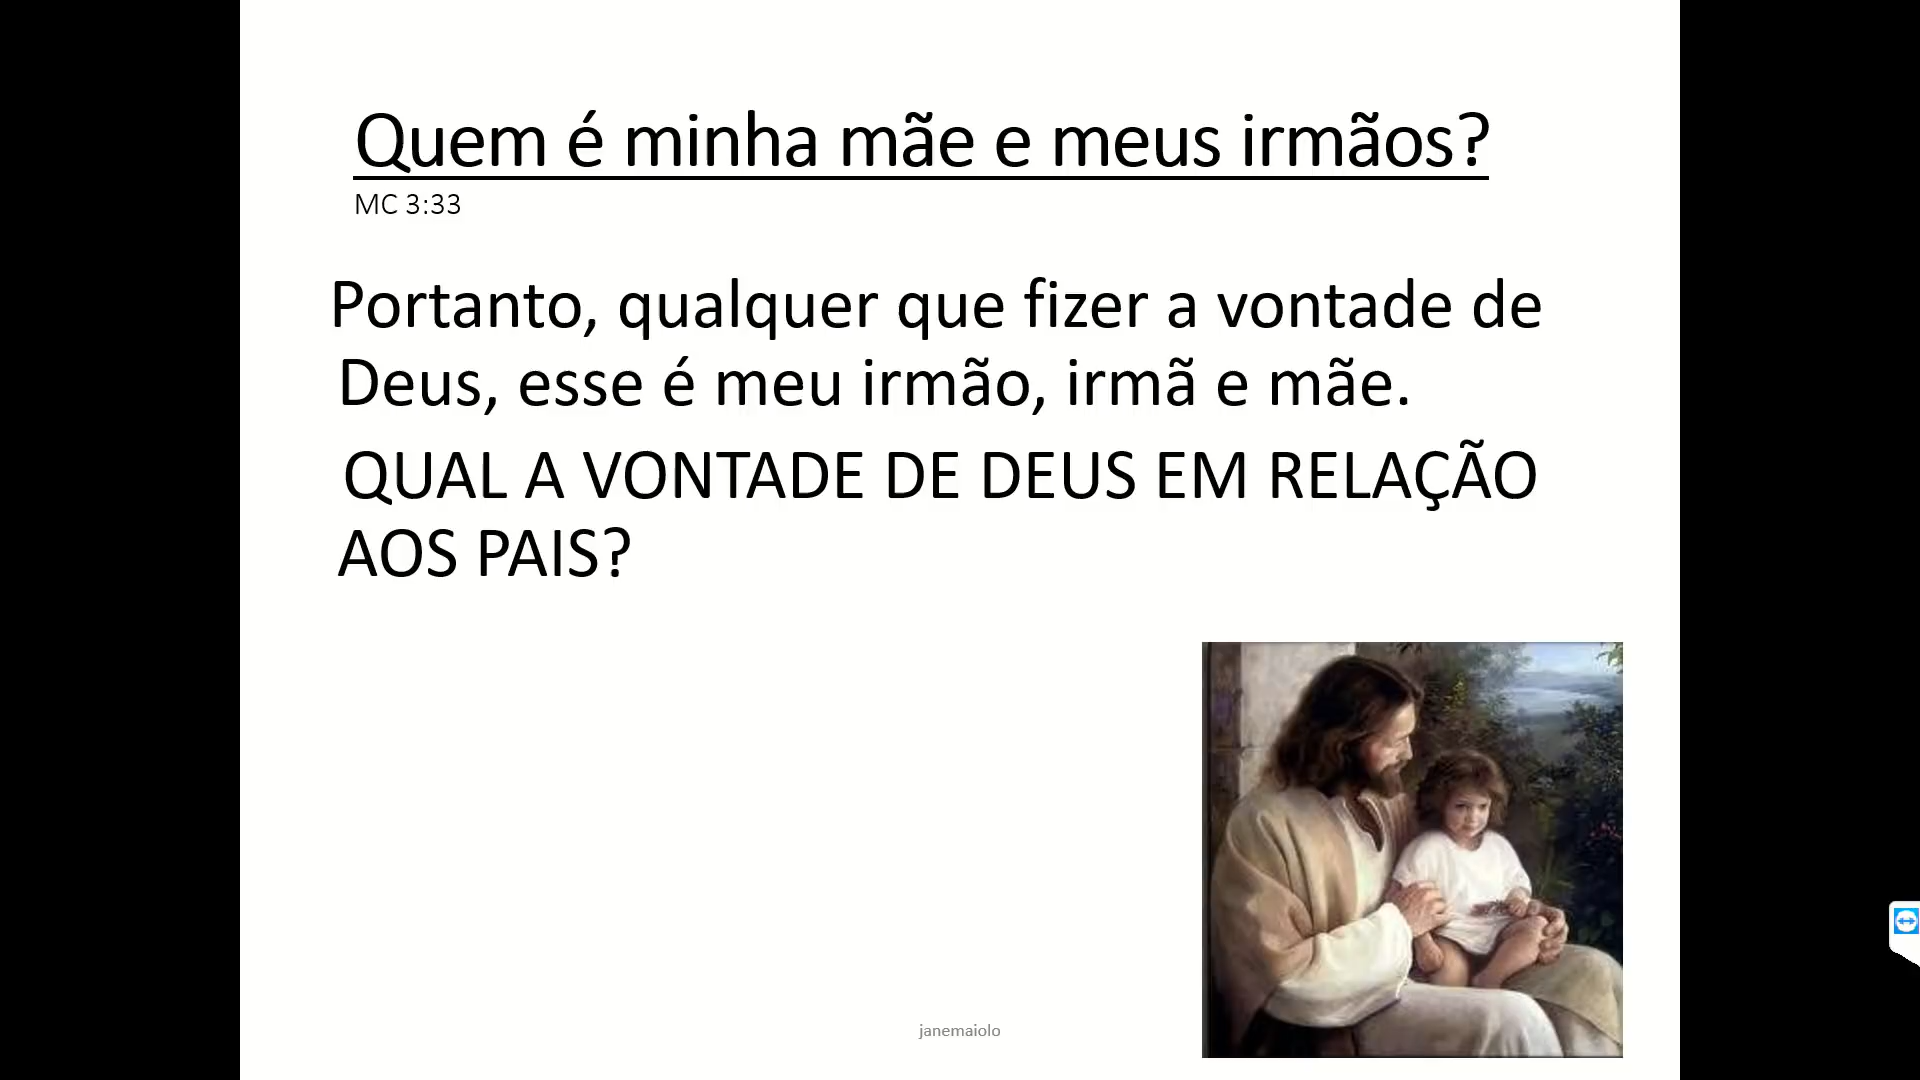 Quem é minha mãe e meus irmãos?
MC 3:33
Portanto, qualquer que fizer a vontade de
Deus, esse é meu irmão, irmã e mãe.
QUAL A VONTADE DE DEUS EM RELAÇÃO
AOS PAIS?
janemaiolo